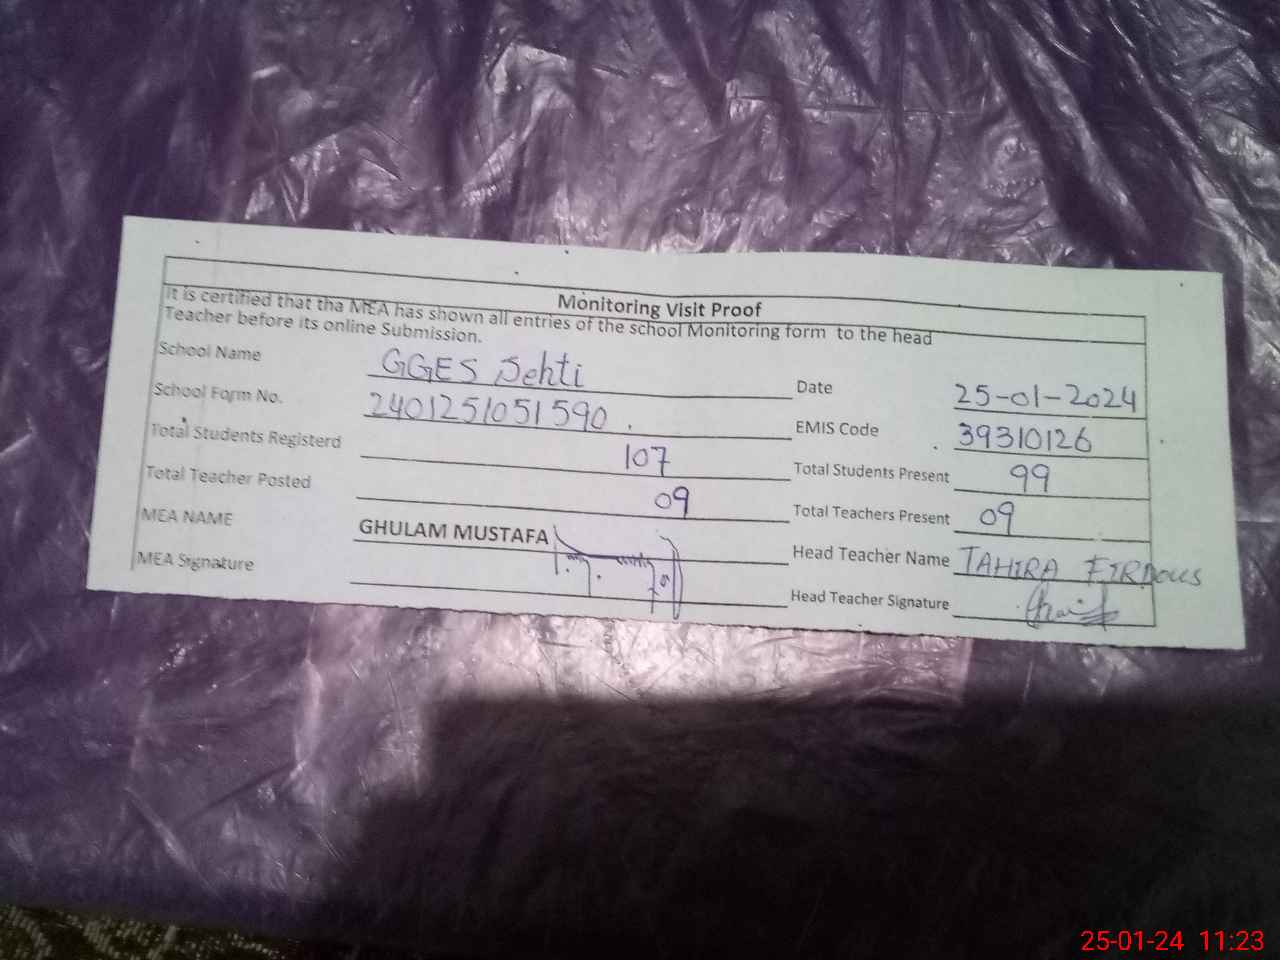 Monitoring Visit Proof
It is certified that tha MEA has shown all entries of the school Monitoring form to the head
Teacher before its online Submission.
School Name GGES Sehti Date 25-01-2024
School Form No. 2401251051590. EMIS Code 39310126
Total Students Registerd 107 Total Students Present 99
Total Teacher Posted 09 Total Teachers Present 09
MEA NAME GHULAM MUSTAFA Head Teacher Name TAHIRA FIRDOUS
MEA Signature Head Teacher Signature
25-01-24 11:23